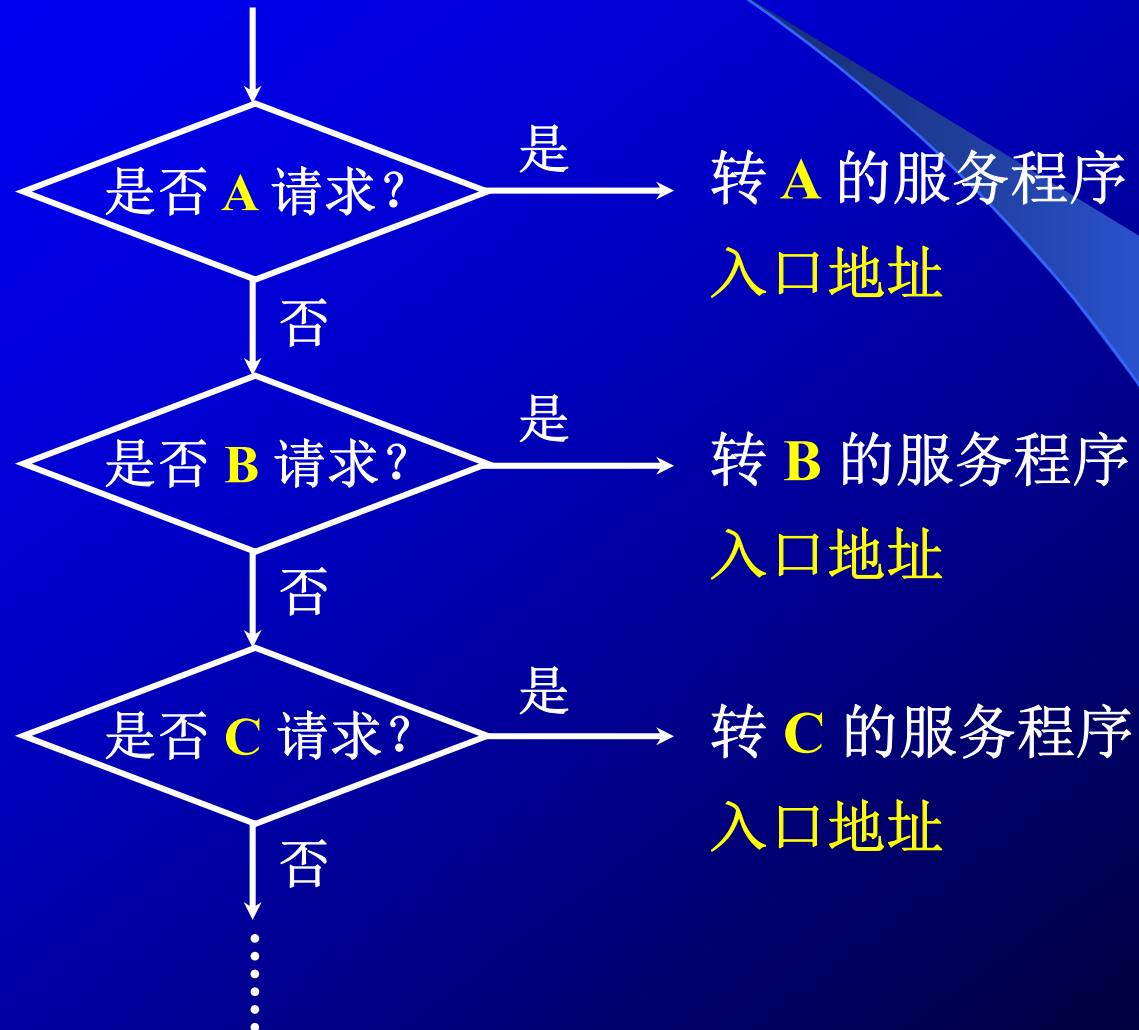 是
是否 A 请求？
转 A 的服务程序
入口地址
否
是
是否 B 请求？
转 B 的服务程序
入口地址
否
是
是否 C 请求？
转 C 的服务程序
入口地址
否